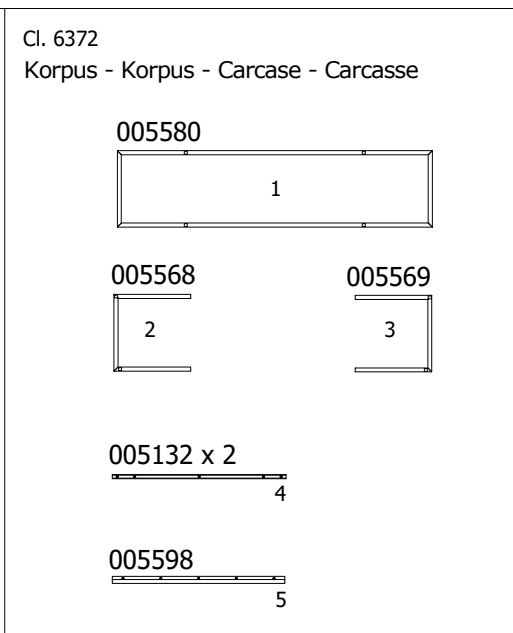 Cl. 6372
Korpus - Korpus - Carcase - Carcasse
005580
1
005568 005569
2 3
005132 x 2
4
005598
5